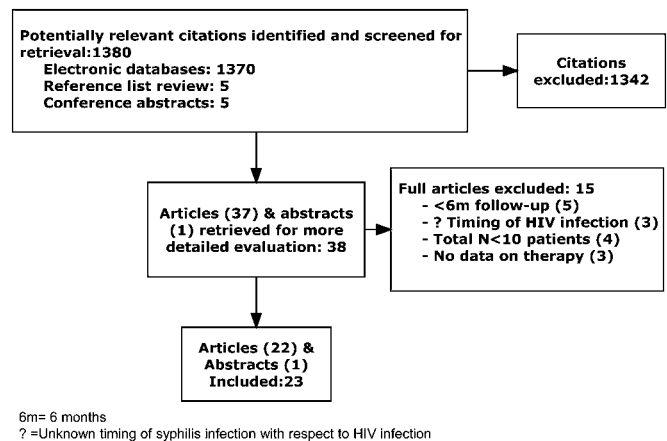 Potentially relevant citations identified and screened for
retrieval:1380
Electronic databases: 1370
Reference list review: 5
Conference abstracts: 5
Citations
excluded:1342
Articles (37) & abstracts
(1) retrieved for more
detailed evaluation: 38
Full articles excluded: 15
- <6m follow-up (5)
- ? Timing of HIV infection (3)
- Total N<10 patients (4)
- No data on therapy (3)
Articles (22) &
Abstracts (1)
Included:23
6m= 6 months
? =Unknown timing of syphilis infection with respect to HIV infection